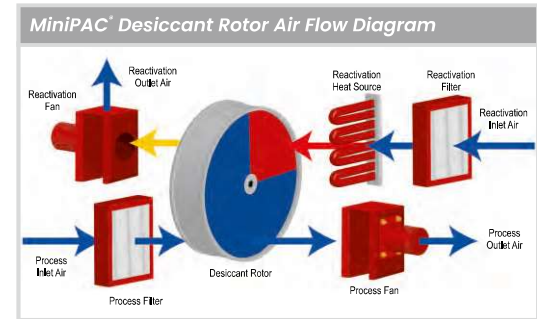 MiniPAC® Desiccant Rotor Air Flow Diagram
Reactivation
Outlet Air
Reactivation
Fan
Reactivation
Heat Source
Reactivation
Filter
Reactivation
Inlet Air
Process
Inlet Air
Process Filter
Desiccant Rotor
Process Fan
Process
Outlet Air